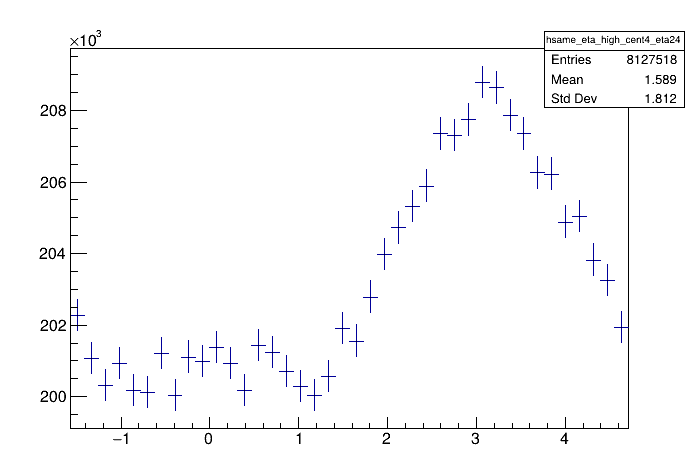 ×10³
hsame_eta_high_cent4_eta24
Entries 8127518
Mean 1.589
Std Dev 1.812
208
206
204
202
200
−1 0 1 2 3 4